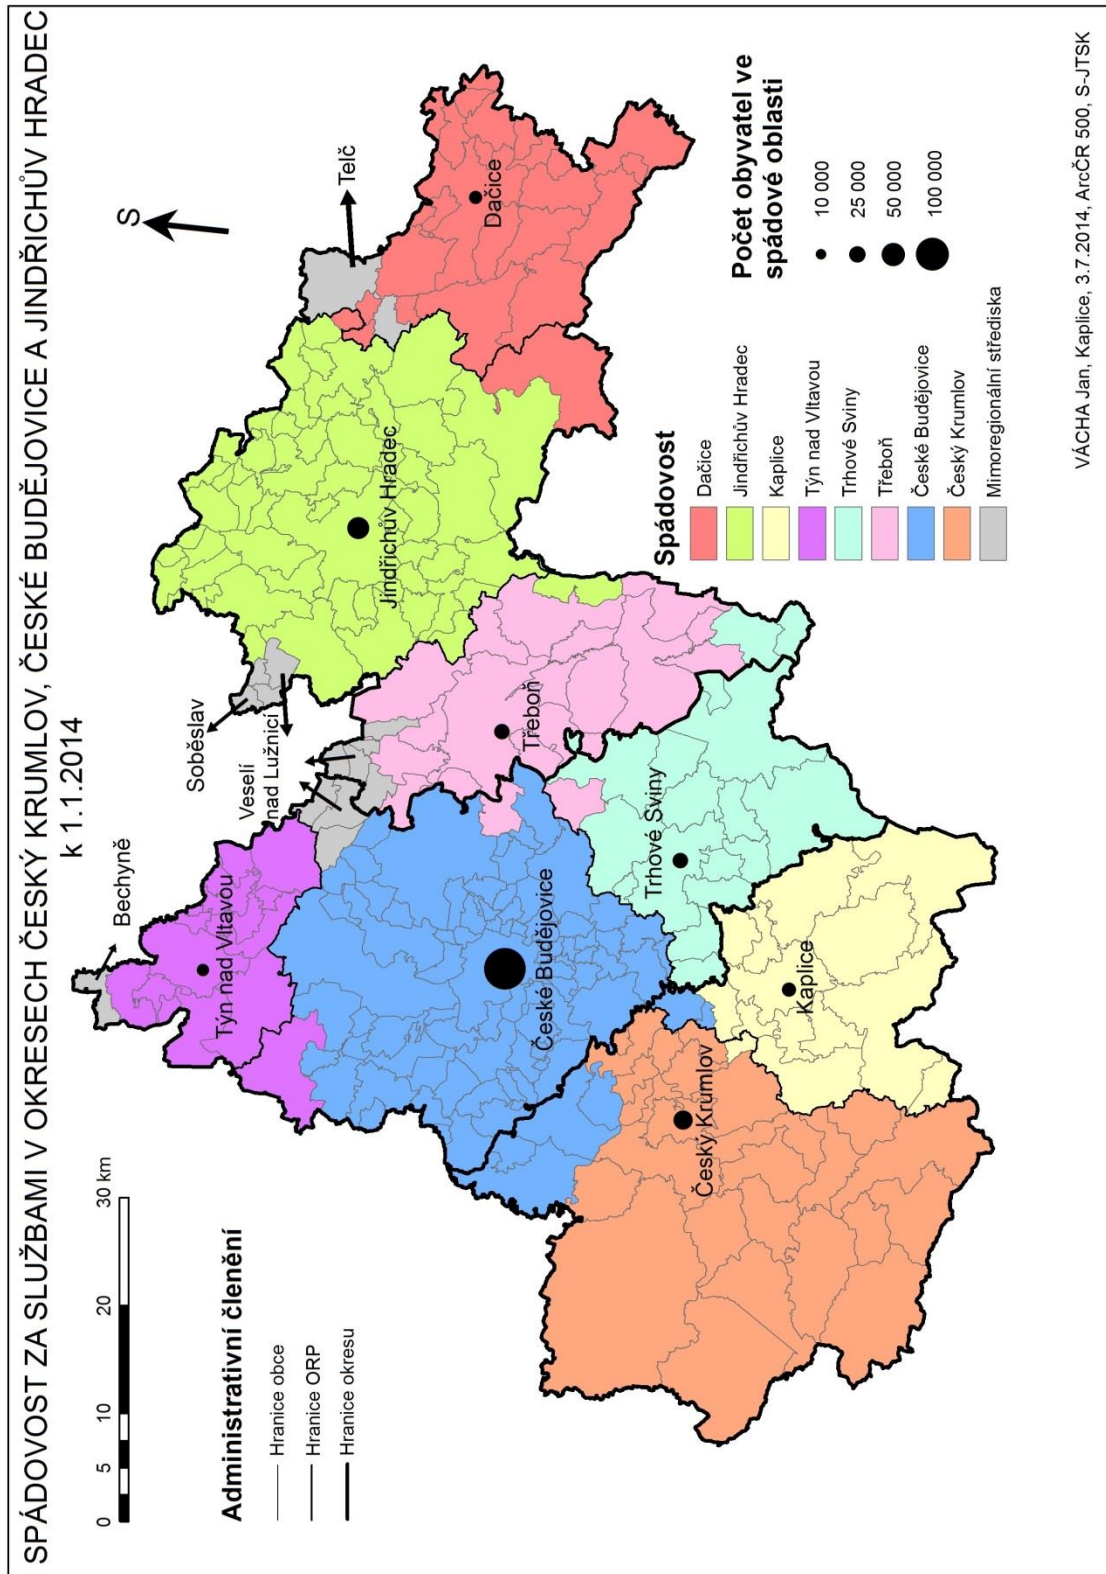 SPÁDOVOST ZA SLUŽBAMI V OKRESECH ČESKÝ KRUMLOV, ČESKÉ BUDĚJOVICE A JINDŘICHŮV HRADEC
k 1.1.2014
0 5 10 20 30 km
Administrativní členění
Hranice obce
Hranice ORP
Hranice okresu
S
Bechyně
Soběslav
Veselí
nad Lužnicí
Telč
Týn nad Vltavou
Jindřichův Hradec
Dačice
České Budějovice
Třeboň
Český Krumlov
Trhové Sviny
Kaplice
Spádovost
Dačice
Jindřichův Hradec
Kaplice
Týn nad Vltavou
Trhové Sviny
Třeboň
České Budějovice
Český Krumlov
Mimoregionální střediska
Počet obyvatel ve
spádové oblasti
10 000
25 000
50 000
100 000
VÁCHA Jan, Kaplice, 3.7.2014, ArcČR 500, S-JTSK